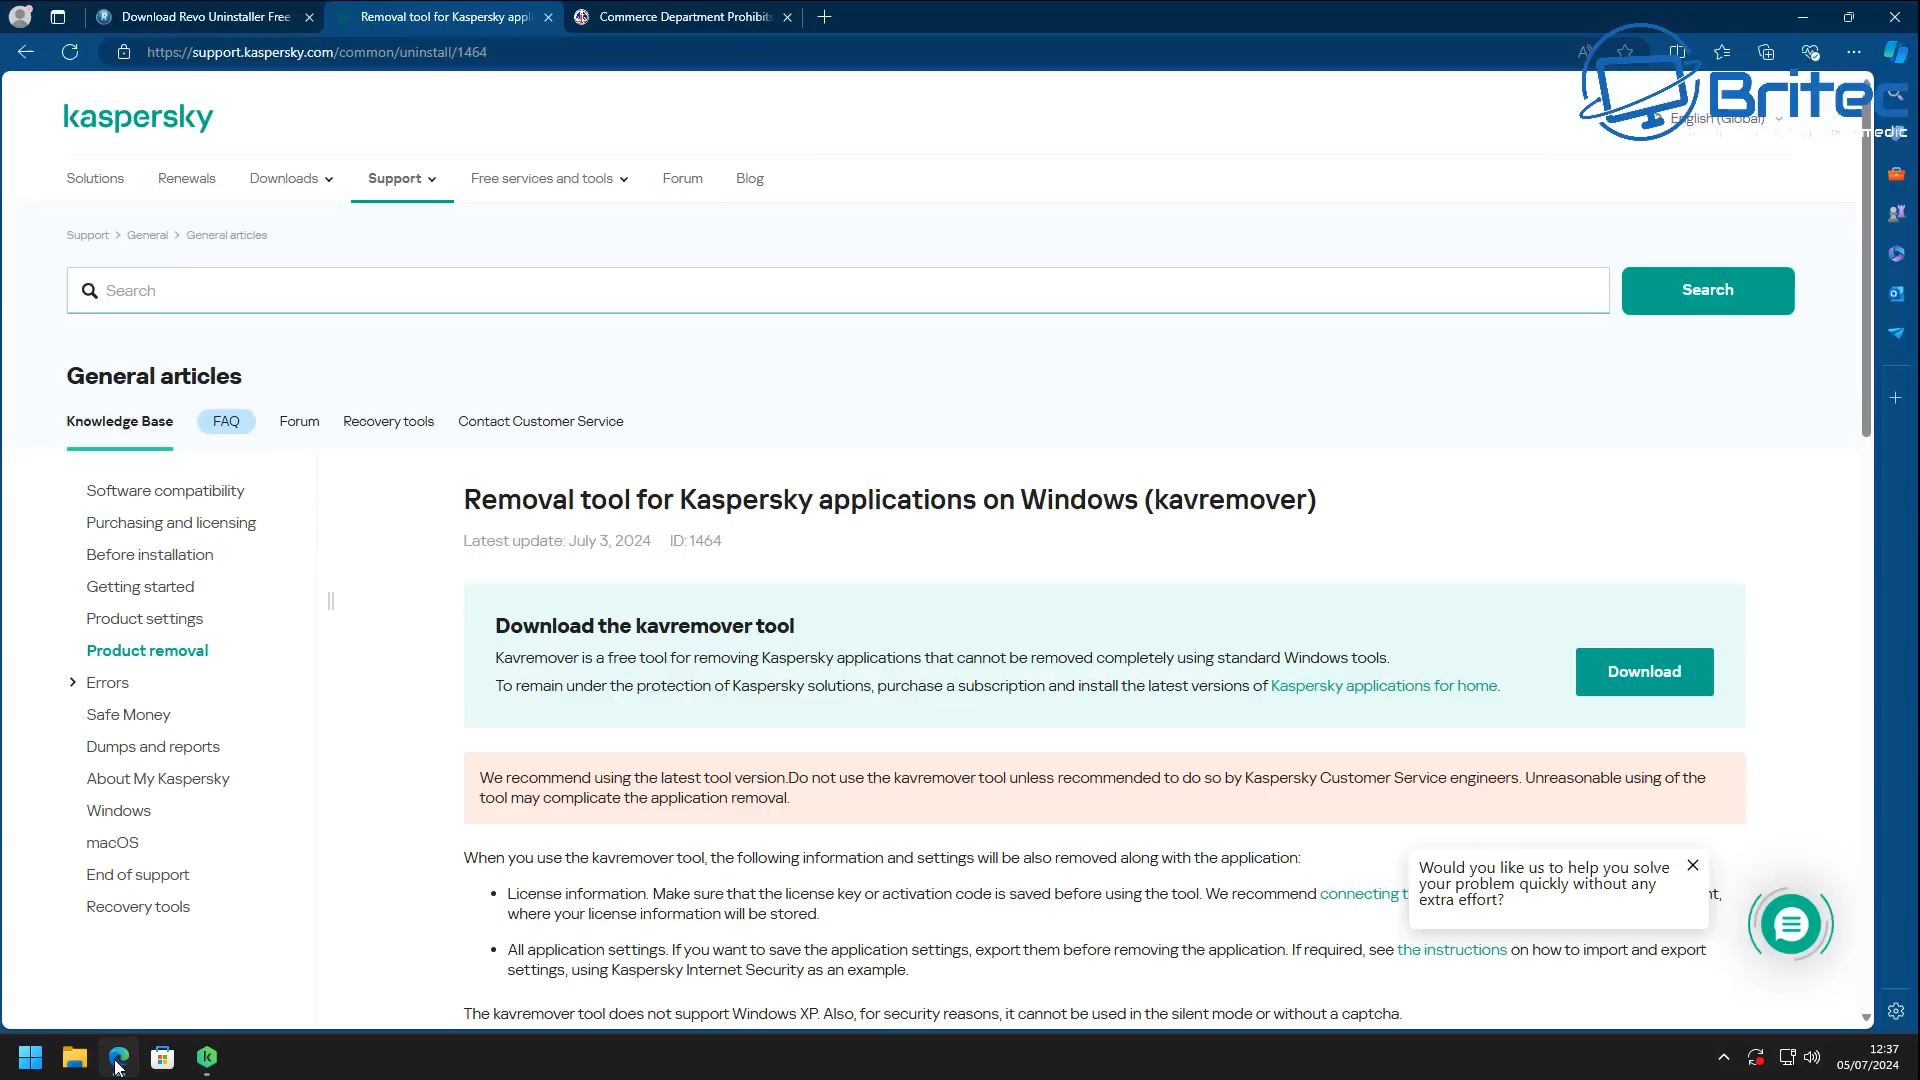 Download Revo Uninstaller Free
Removal tool for Kaspersky appl
Commerce Department Prohibits
https://support.kaspersky.com/common/uninstall/1464
Britec
medic
kaspersky
English (Global)
Solutions
Renewals
Downloads
Support
Free services and tools
Forum
Blog
Support > General > General articles
Search
Search
General articles
Knowledge Base
FAQ
Forum
Recovery tools
Contact Customer Service
Software compatibility
Purchasing and licensing
Before installation
Getting started
Product settings
Product removal
Errors
Safe Money
Dumps and reports
About My Kaspersky
Windows
macOS
End of support
Recovery tools
Removal tool for Kaspersky applications on Windows (kavremover)
Latest update: July 3, 2024 ID: 1464
Download the kavremover tool
Kavremover is a free tool for removing Kaspersky applications that cannot be removed completely using standard Windows tools.
To remain under the protection of Kaspersky solutions, purchase a subscription and install the latest versions of Kaspersky applications for home.
Download
We recommend using the latest tool version.Do not use the kavremover tool unless recommended to do so by Kaspersky Customer Service engineers. Unreasonable using of the
tool may complicate the application removal.
When you use the kavremover tool, the following information and settings will be also removed along with the application:
• License information. Make sure that the license key or activation code is saved before using the tool. We recommend connecting
where your license information will be stored.
• All application settings. If you want to save the application settings, export them before removing the application. If required, see the instructions on how to import and export
settings, using Kaspersky Internet Security as an example.
The kavremover tool does not support Windows XP. Also, for security reasons, it cannot be used in the silent mode or without a captcha.
Would you like us to help you solve
your problem quickly without any
extra effort?
12:37
05/07/2024